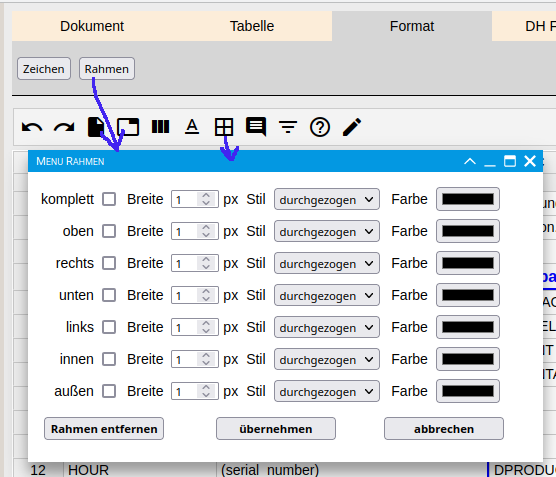 Dokument Tabelle Format DH F
Zeichen Rahmen
A
MENU RAHMEN
komplett Breite 1 px Stil durchgezogen Farbe
oben Breite 1 px Stil durchgezogen Farbe
rechts Breite 1 px Stil durchgezogen Farbe
unten Breite 1 px Stil durchgezogen Farbe
links Breite 1 px Stil durchgezogen Farbe
innen Breite 1 px Stil durchgezogen Farbe
außen Breite 1 px Stil durchgezogen Farbe
Rahmen entfernen übernehmen abbrechen
12 HOUR (serial_number) DPRODU